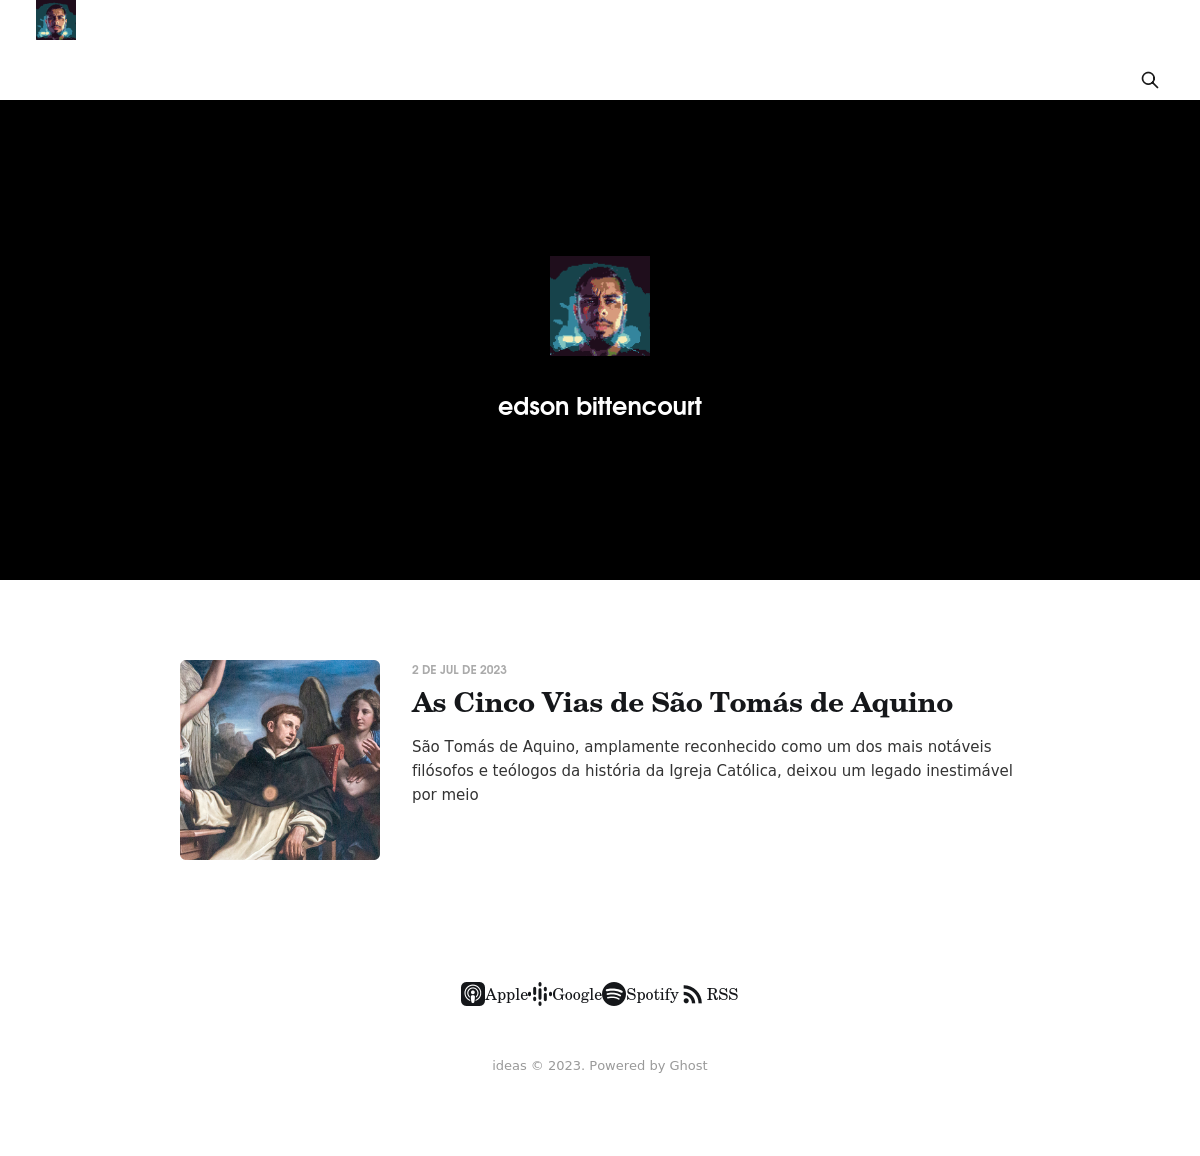 edson bittencourt
2 DE JUL DE 2023
As Cinco Vias de São Tomás de Aquino
São Tomás de Aquino, amplamente reconhecido como um dos mais notáveis
filósofos e teólogos da história da Igreja Católica, deixou um legado inestimável
por meio
Apple Google Spotify RSS
ideas © 2023. Powered by Ghost